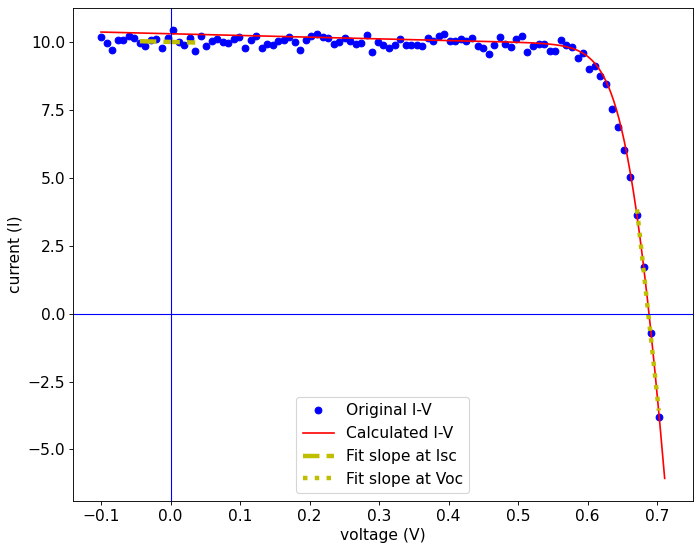 10.0
7.5
5.0
2.5
0.0
−2.5
−5.0
current (I)
Original I-V
Calculated I-V
Fit slope at Isc
Fit slope at Voc
−0.1 0.0 0.1 0.2 0.3 0.4 0.5 0.6 0.7
voltage (V)